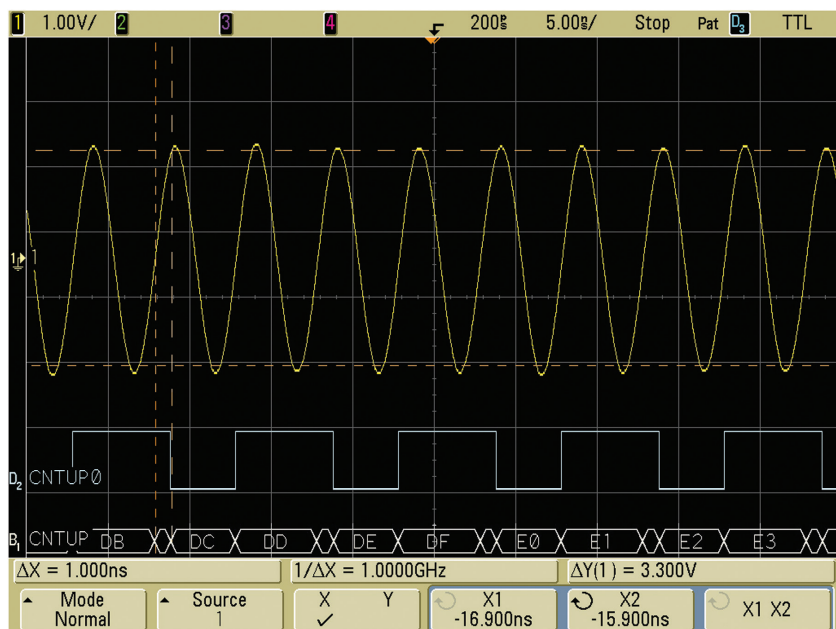 1 1.00V/ 2 3 4 200ps 5.00ns/ Stop Pat D3 TTL
1 1
D2 CNTUP0
B1 CNTUP DB DC DD DE DF E0 E1 E2 E3
ΔX = 1.000ns 1/ΔX = 1.0000GHz ΔY(1) = 3.300V
Mode Source X Y X1 X2 X1 X2
Normal 1 ✓ -16.900ns -15.900ns